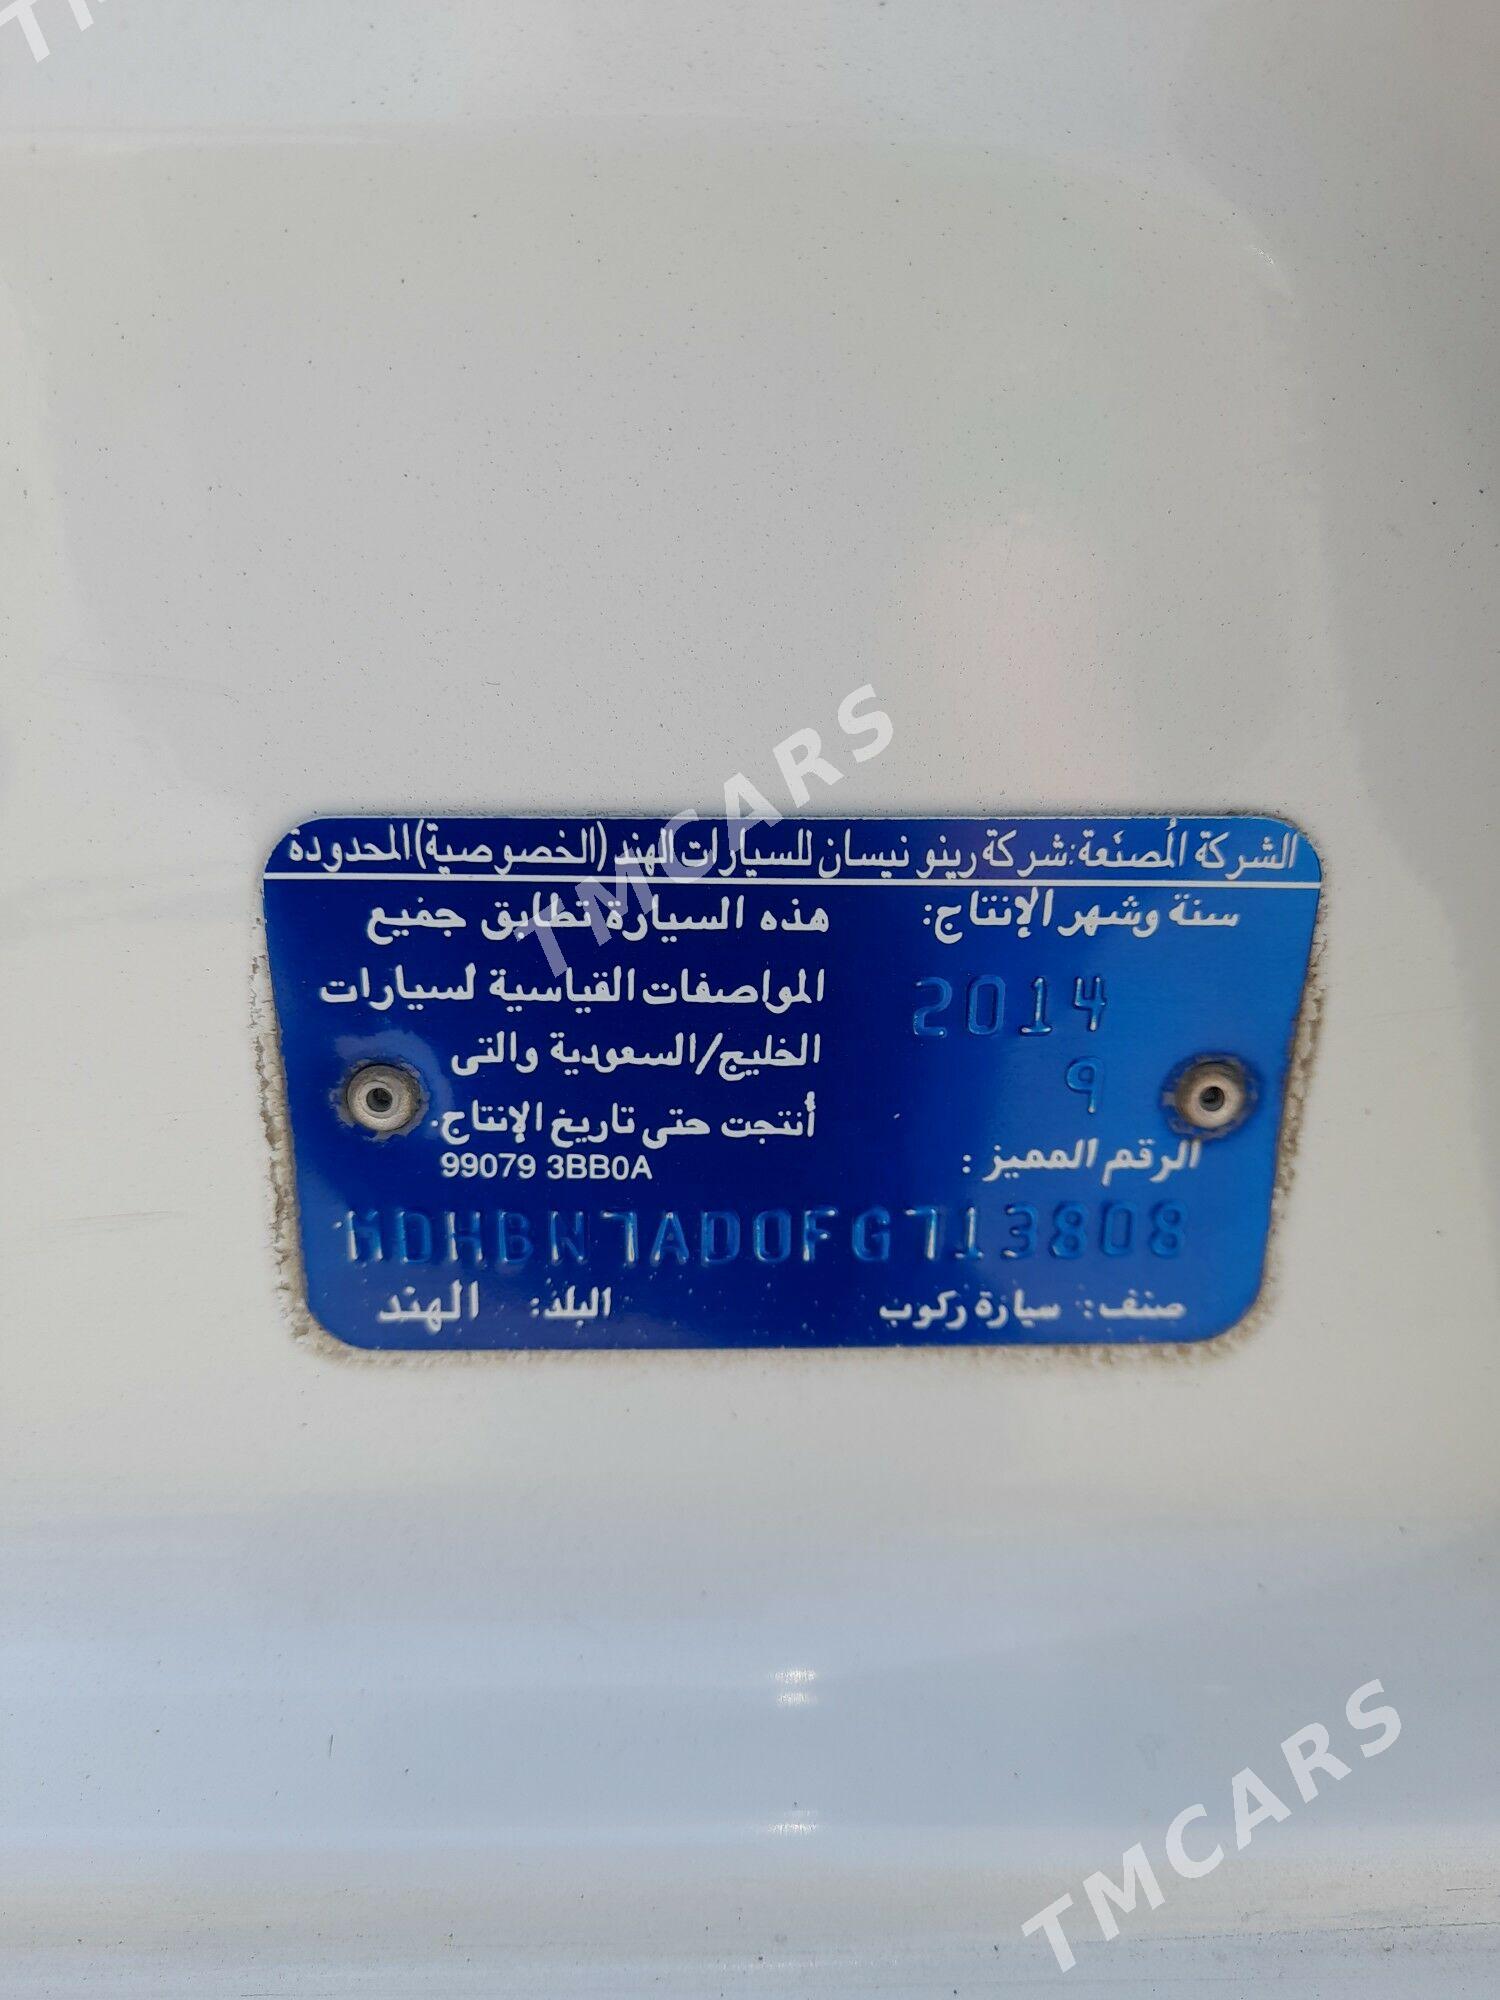 الشركة المُصنّعة: شركة رينو نيسان للسيارات الهند (الخصوصية) المحدودة
سنة وشهر الإنتاج:
2014
9
هذه السيارة تطابق جميع
المواصفات القياسية لسيارات
الخليج/السعودية والتى
أنتجت حتى تاريخ الإنتاج.
99079 3BB0A
الرقم المميز :
MDHBN7AD0FG713808
صنف: سيارة ركوب
البلد: الهند
TMCARS
TMCARS